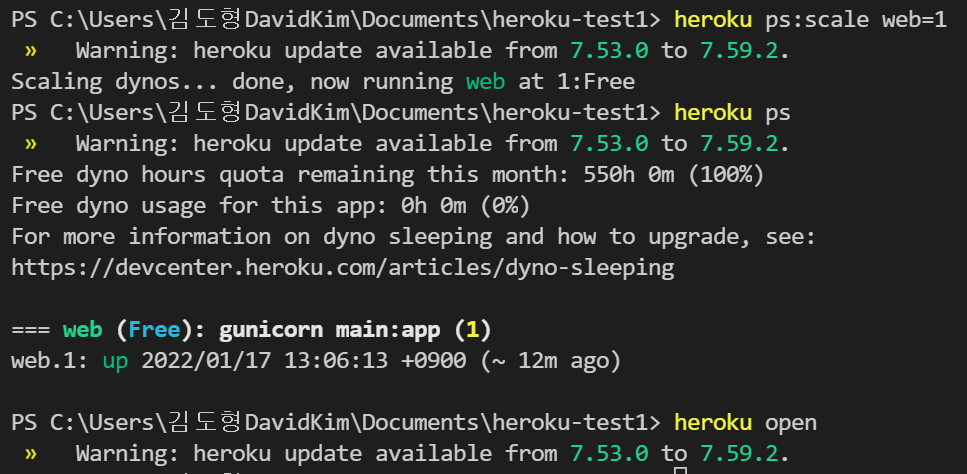 PS C:\Users\김도형DavidKim\Documents\heroku-test1> heroku ps:scale web=1
»   Warning: heroku update available from 7.53.0 to 7.59.2.
Scaling dynos... done, now running web at 1:Free
PS C:\Users\김도형DavidKim\Documents\heroku-test1> heroku ps
»   Warning: heroku update available from 7.53.0 to 7.59.2.
Free dyno hours quota remaining this month: 550h 0m (100%)
Free dyno usage for this app: 0h 0m (0%)
For more information on dyno sleeping and how to upgrade, see:
https://devcenter.heroku.com/articles/dyno-sleeping
=== web (Free): gunicorn main:app (1)
web.1: up 2022/01/17 13:06:13 +0900 (~ 12m ago)
PS C:\Users\김도형DavidKim\Documents\heroku-test1> heroku open
»   Warning: heroku update available from 7.53.0 to 7.59.2.